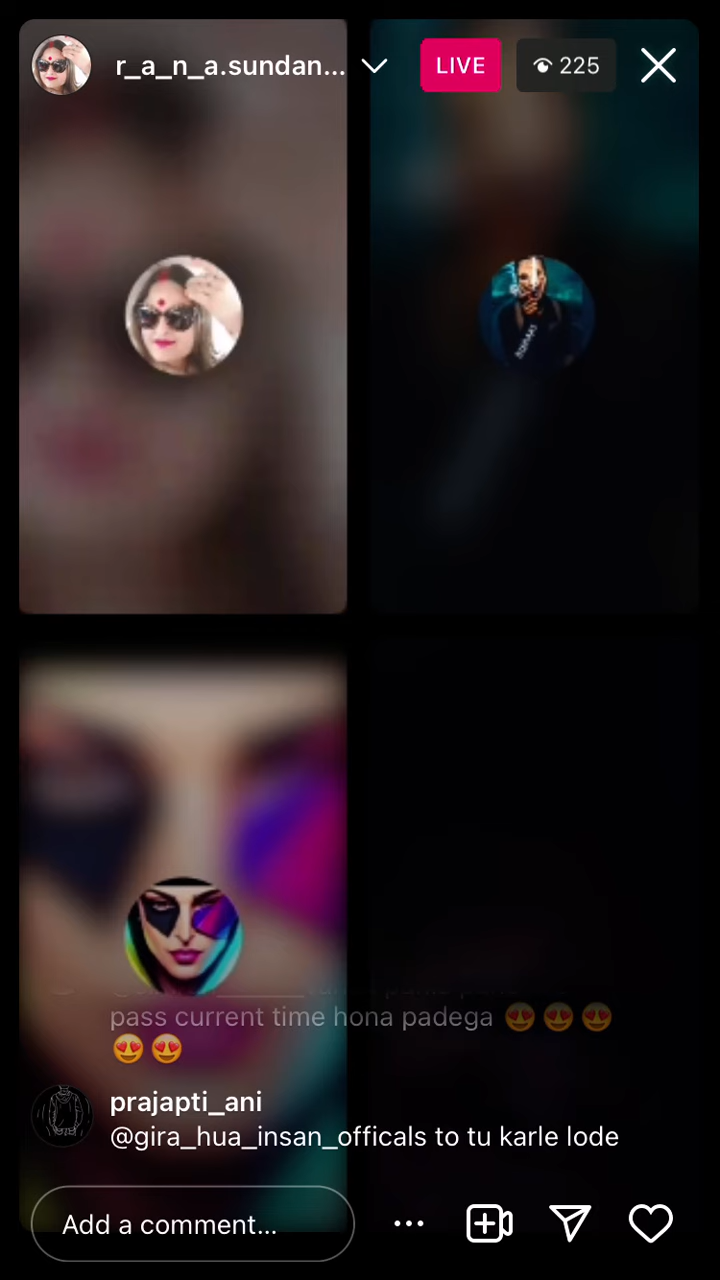 r_a_n_a.sundan...
LIVE
225
pass current time hona padega 😍😍😍
😍😍
prajapti_ani
@gira_hua_insan_officals to tu karle lode
Add a comment...